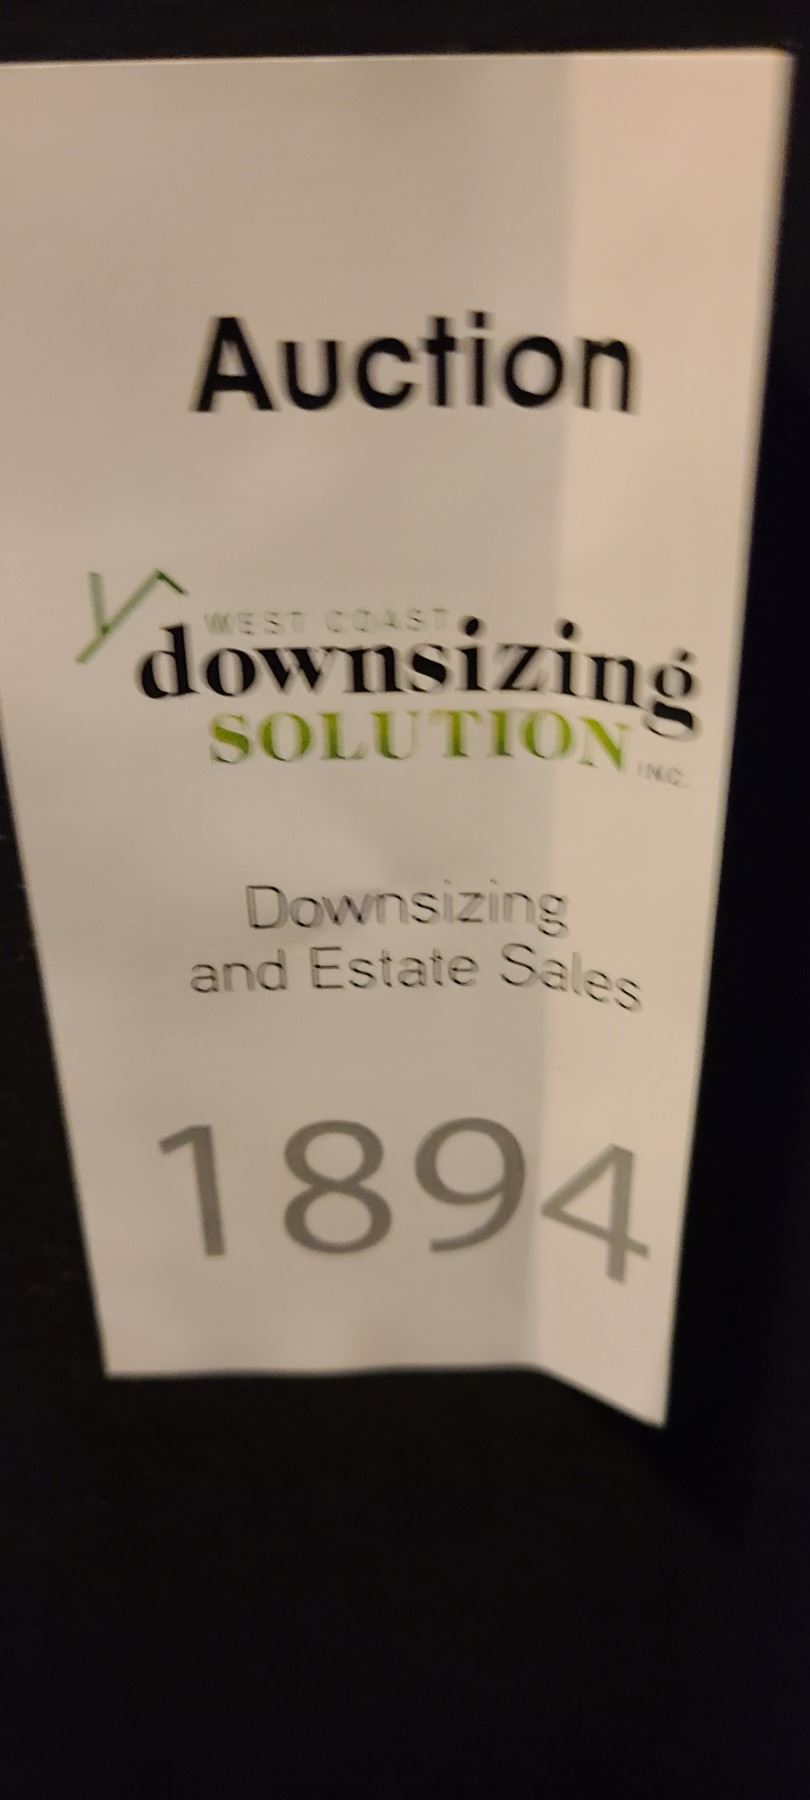 Auction
WEST COAST
downsizing
SOLUTION INC.
Downsizing
and Estate Sales
1894